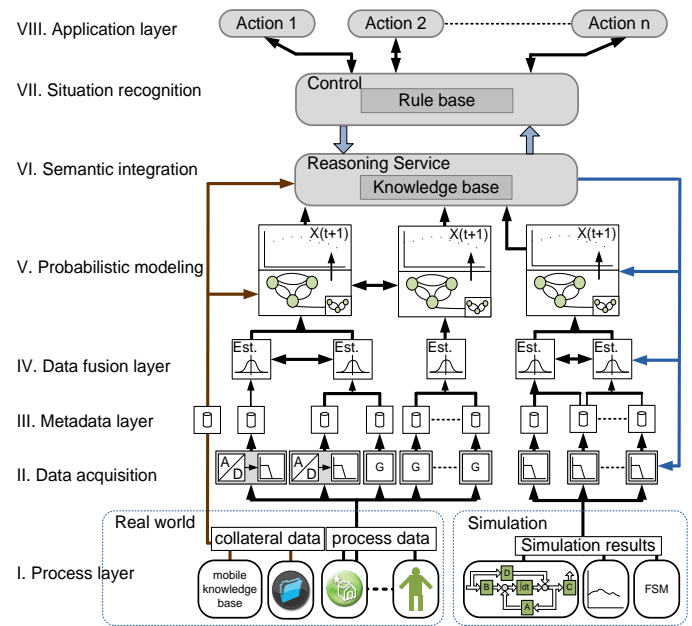 VIII. Application layer
Action 1
Action 2
Action n
VII. Situation recognition
Control
Rule base
VI. Semantic integration
Reasoning Service
Knowledge base
V. Probabilistic modeling
X(t+1)
X(t+1)
X(t+1)
IV. Data fusion layer
Est.
Est.
Est.
Est.
Est.
III. Metadata layer
II. Data acquisition
A/D
A/D
G
G
G
Real world
Simulation
collateral data
process data
Simulation results
I. Process layer
mobile
knowledge
base
D
B
∫dt
C
A
FSM